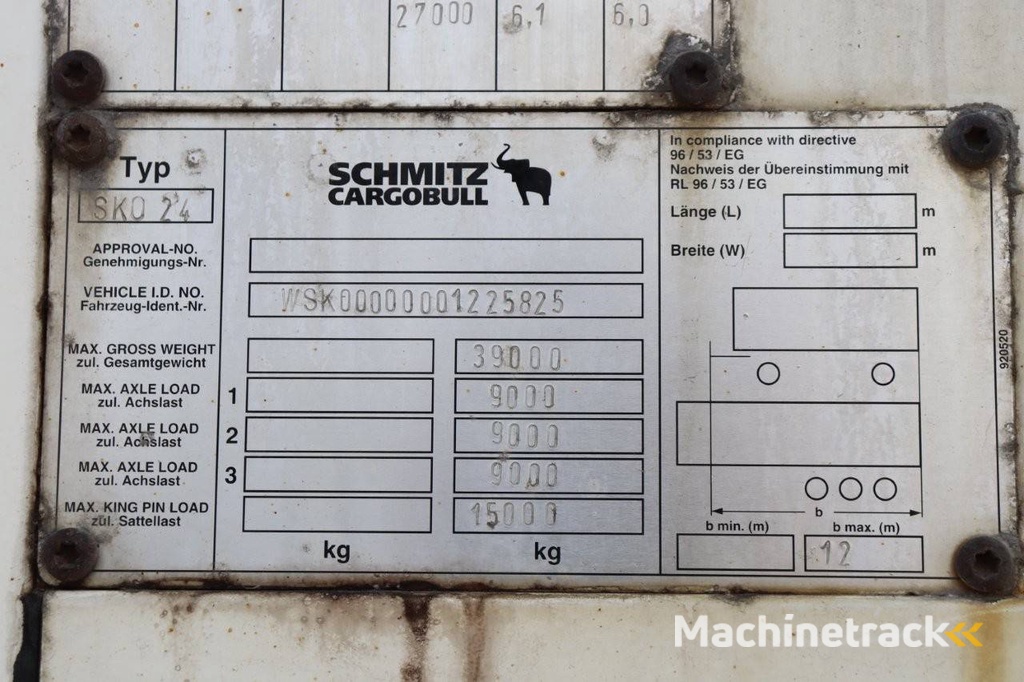 27000 6,1 6,0
Typ
SKO 24
SCHMITZ
CARGOBULL
In compliance with directive
96 / 53 / EG
Nachweis der Übereinstimmung mit
RL 96 / 53 / EG
Länge (L) m
Breite (W) m
APPROVAL-NO.
Genehmigungs-Nr.
VEHICLE I.D. NO.
Fahrzeug-Ident.-Nr.
WSK00000001225825
MAX. GROSS WEIGHT
zul. Gesamtgewicht
39000
MAX. AXLE LOAD
zul. Achslast
1 9000
MAX. AXLE LOAD
zul. Achslast
2 9000
MAX. AXLE LOAD
zul. Achslast
3 9000
MAX. KING PIN LOAD
zul. Sattellast
15000
kg kg
b
b min. (m) b max. (m)
12
920520
Machinetrack